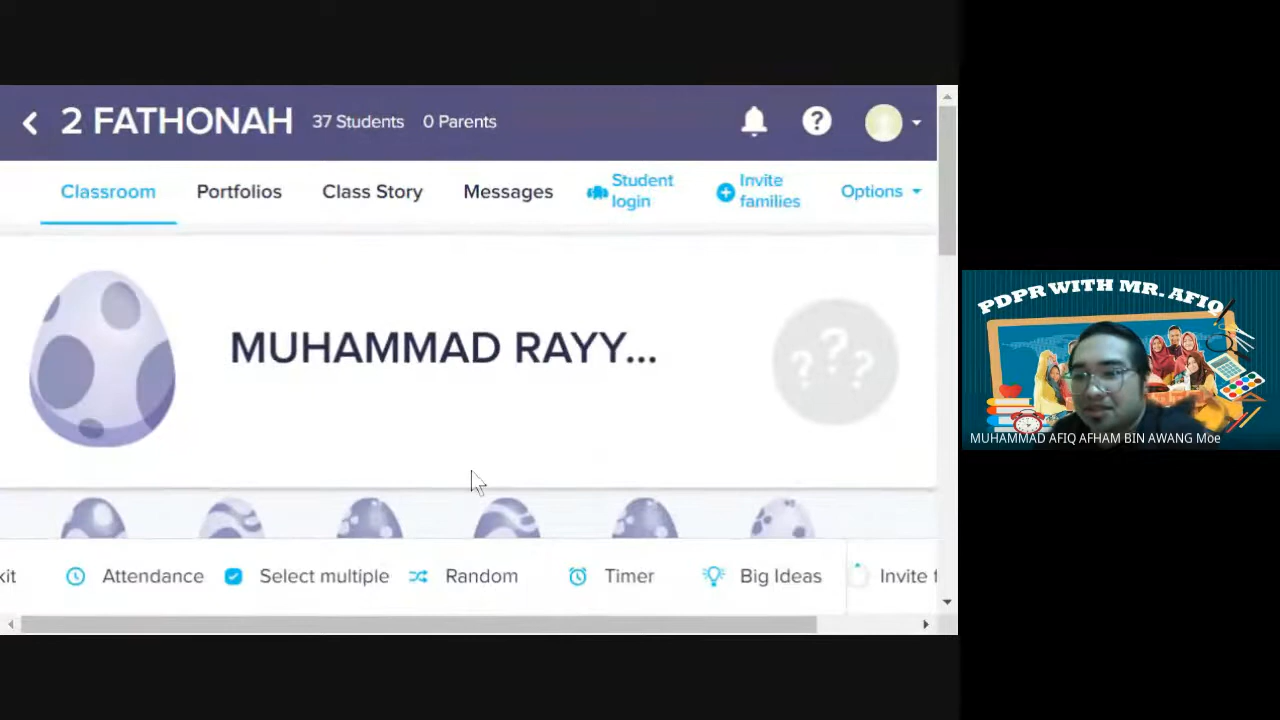 2 FATHONAH 37 Students 0 Parents
Classroom Portfolios Class Story Messages Student login Invite families Options
MUHAMMAD RAYY...
???
kit Attendance Select multiple Random Timer Big Ideas Invite f
PDPR WITH MR. AFIQ
MUHAMMAD AFIQ AFHAM BIN AWANG Moe